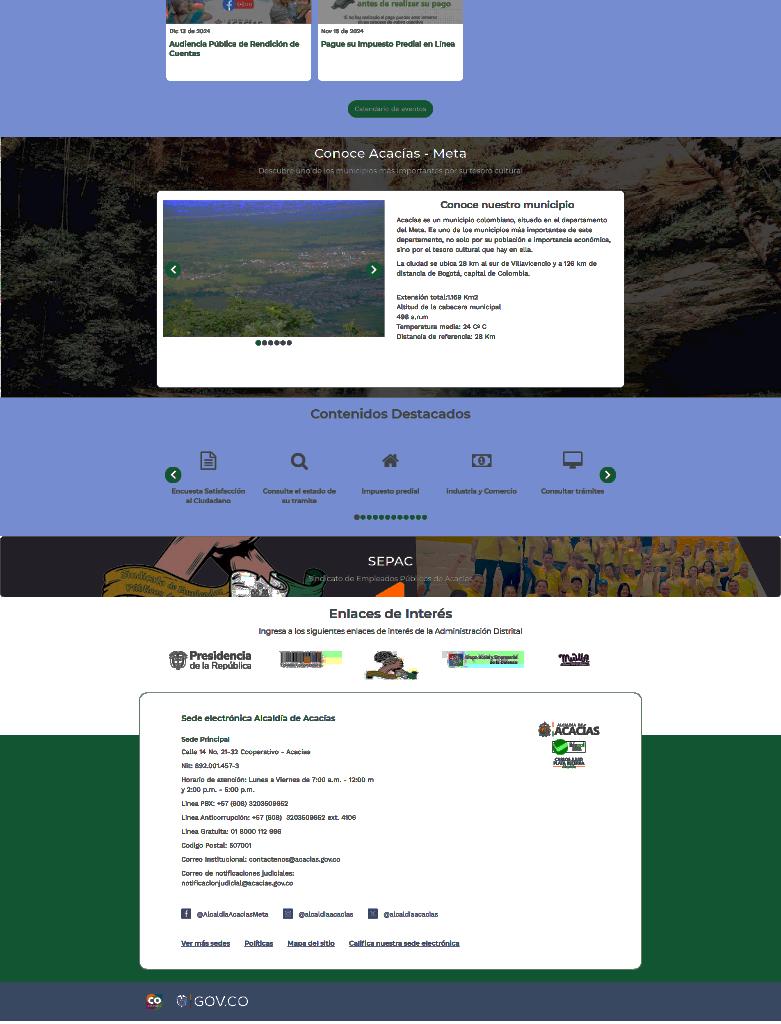 antes de realizar su pago
Dic 13 de 2024
Audiencia Pública de Rendición de
Cuentas
Nov 15 de 2024
Pague su Impuesto Predial en Línea
Calendario de eventos
Conoce Acacías - Meta
Descubre uno de los municipios más importantes por su tesoro cultural
Conoce nuestro municipio
Acacías es un municipio colombiano, situado en el departamento
del Meta. Es uno de los municipios más importantes de este
departamento, no solo por su población e importancia económica,
sino por el tesoro cultural que hay en ella.
La ciudad se ubica 28 km al sur de Villavicencio y a 126 km de
distancia de Bogotá, capital de Colombia.
Extensión total:1.169 Km2
Altitud de la cabecera municipal
498 s.n.m
Temperatura media: 24 Cº C
Distancia de referencia: 28 Km
Contenidos Destacados
Encuesta Satisfacción
al Ciudadano
Consulte el estado de
su tramite
Impuesto predial
Industria y Comercio
Consultar trámites
SEPAC
Sindicato de Empleados Públicos de Acacías
Enlaces de Interés
Ingresa a los siguientes enlaces de interés de la Administración Distrital
Presidencia
de la República
Sede electrónica Alcaldía de Acacías
ACACÍAS
Sede Principal
Calle 14 No. 21-32 Cooperativo - Acacias
Nit: 892.001.457-3
Horario de atención: Lunes a Viernes de 7:00 a.m. - 12:00 m
y 2:00 p.m. - 5:00 p.m.
Línea PBX: +57 (608) 3203509652
Línea Anticorrupción: +57 (608) 3203509652 ext. 4106
Línea Gratuita: 01 8000 112 996
Codigo Postal: 507001
Correo Institucional: contactenos@acacias.gov.co
Correo de notificaciones judiciales:
notificacionjudicial@acacias.gov.co
@AlcaldiaAcaciasMeta
@alcaldiaacacias
@alcaldiaacacias
Ver más sedes
Políticas
Mapa del sitio
Califica nuestra sede electrónica
CO
GOV.CO